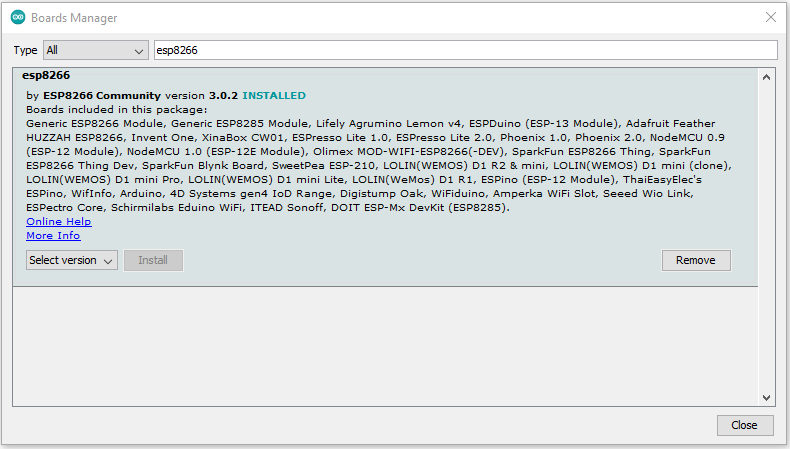 Boards Manager
Type All esp8266
esp8266
by ESP8266 Community version 3.0.2 INSTALLED
Boards included in this package:
Generic ESP8266 Module, Generic ESP8285 Module, Lifely Agrumino Lemon v4, ESPDuino (ESP-13 Module), Adafruit Feather
HUZZAH ESP8266, Invent One, XinaBox CW01, ESPresso Lite 1.0, ESPresso Lite 2.0, Phoenix 1.0, Phoenix 2.0, NodeMCU 0.9
(ESP-12 Module), NodeMCU 1.0 (ESP-12E Module), Olimex MOD-WIFI-ESP8266(-DEV), SparkFun ESP8266 Thing, SparkFun
ESP8266 Thing Dev, SparkFun Blynk Board, SweetPea ESP-210, LOLIN(WEMOS) D1 R2 & mini, LOLIN(WEMOS) D1 mini (clone),
LOLIN(WEMOS) D1 mini Pro, LOLIN(WEMOS) D1 mini Lite, LOLIN(WeMos) D1 R1, ESPino (ESP-12 Module), ThaiEasyElec's
ESPino, WifInfo, Arduino, 4D Systems gen4 IoD Range, Digistump Oak, WiFiduino, Amperka WiFi Slot, Seeed Wio Link,
ESPectro Core, Schirmilabs Eduino WiFi, ITEAD Sonoff, DOIT ESP-Mx DevKit (ESP8285).
Online Help
More Info
Select version Install Remove
Close